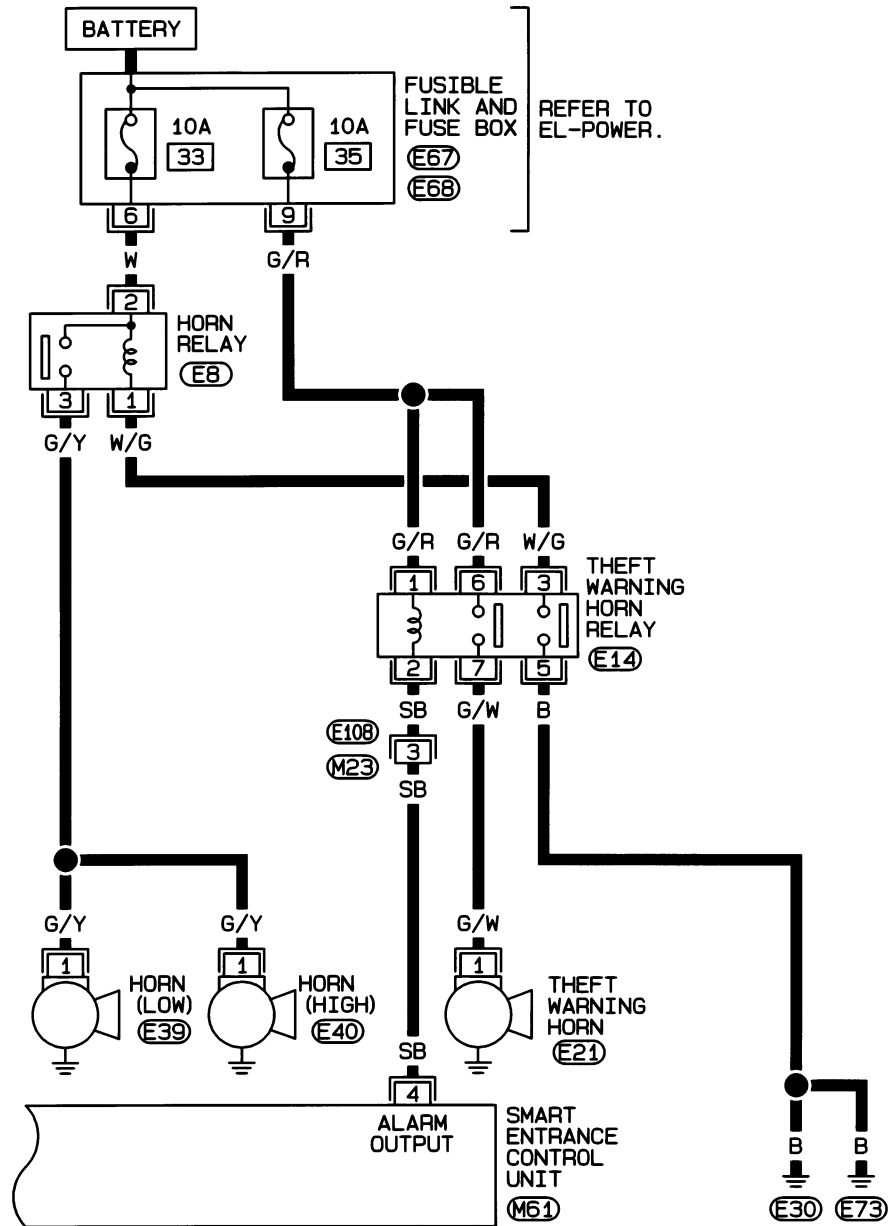 BATTERY
FUSIBLE
LINK AND
FUSE BOX
E67
E68
REFER TO
EL-POWER.
10A
33
10A
35
6
9
W
G/R
2
HORN
RELAY
E8
3
1
G/Y
W/G
G/R
G/R
W/G
1
6
3
THEFT
WARNING
HORN
RELAY
E14
2
7
5
SB
G/W
B
E108
3
M23
SB
G/Y
G/Y
G/W
1
1
1
HORN
(LOW)
E39
HORN
(HIGH)
E40
THEFT
WARNING
HORN
E21
SB
4
ALARM
OUTPUT
SMART
ENTRANCE
CONTROL
UNIT
M61
B
B
E30
E73